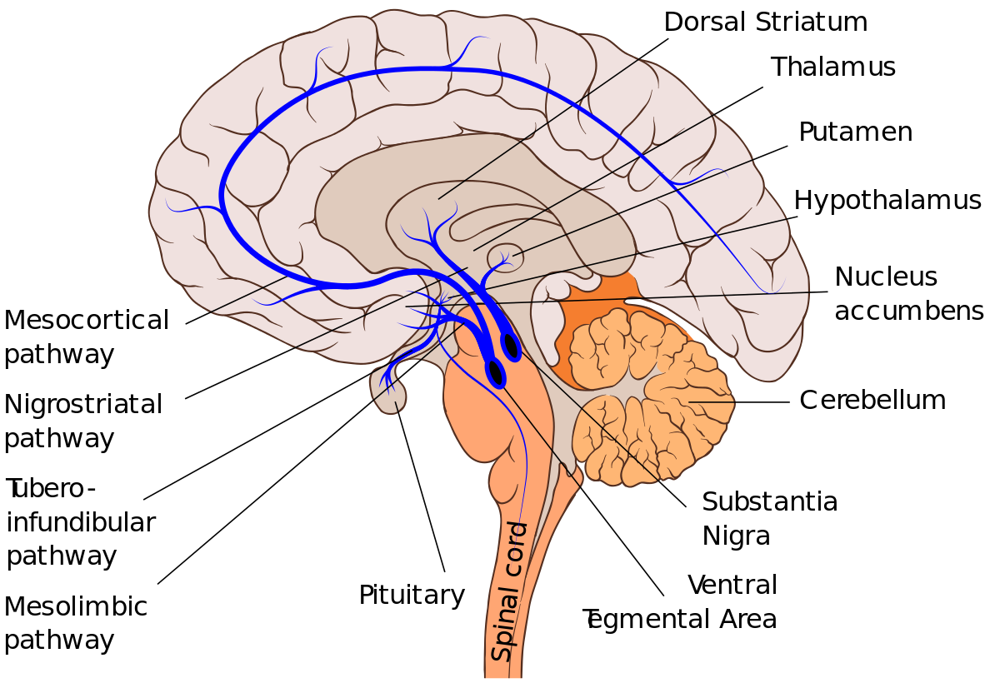 Dorsal Striatum
Thalamus
Putamen
Hypothalamus
Nucleus
accumbens
Cerebellum
Substantia
Nigra
Ventral
Tegmental Area
Spinal cord
Pituitary
Mesocortical
pathway
Nigrostriatal
pathway
Tubero-
infundibular
pathway
Mesolimbic
pathway